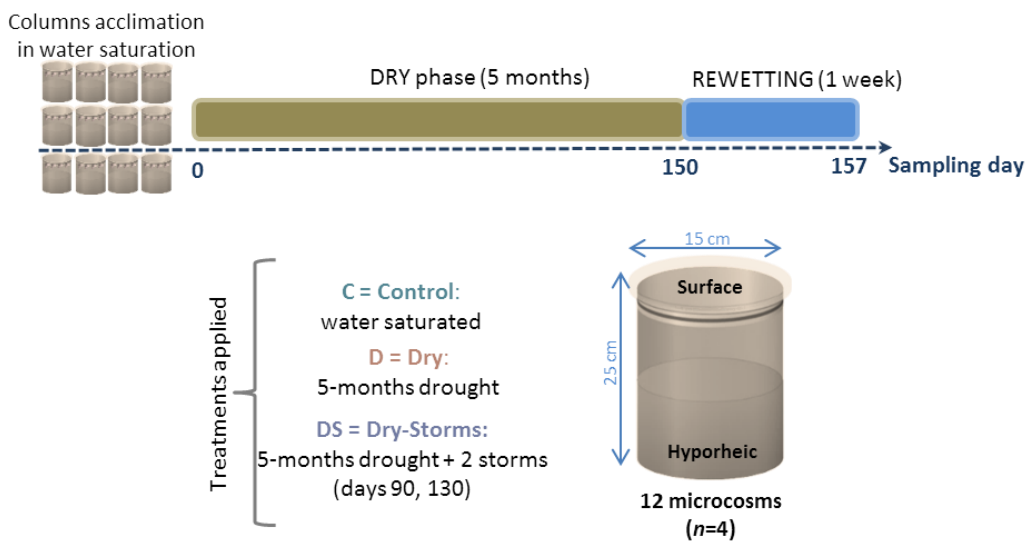 Columns acclimation
in water saturation
DRY phase (5 months)
REWETTING (1 week)
0
150
157
Sampling day
Treatments applied
C = Control:
water saturated
D = Dry:
5-months drought
DS = Dry-Storms:
5-months drought + 2 storms
(days 90, 130)
15 cm
25 cm
Surface
Hyporheic
12 microcosms
(n=4)